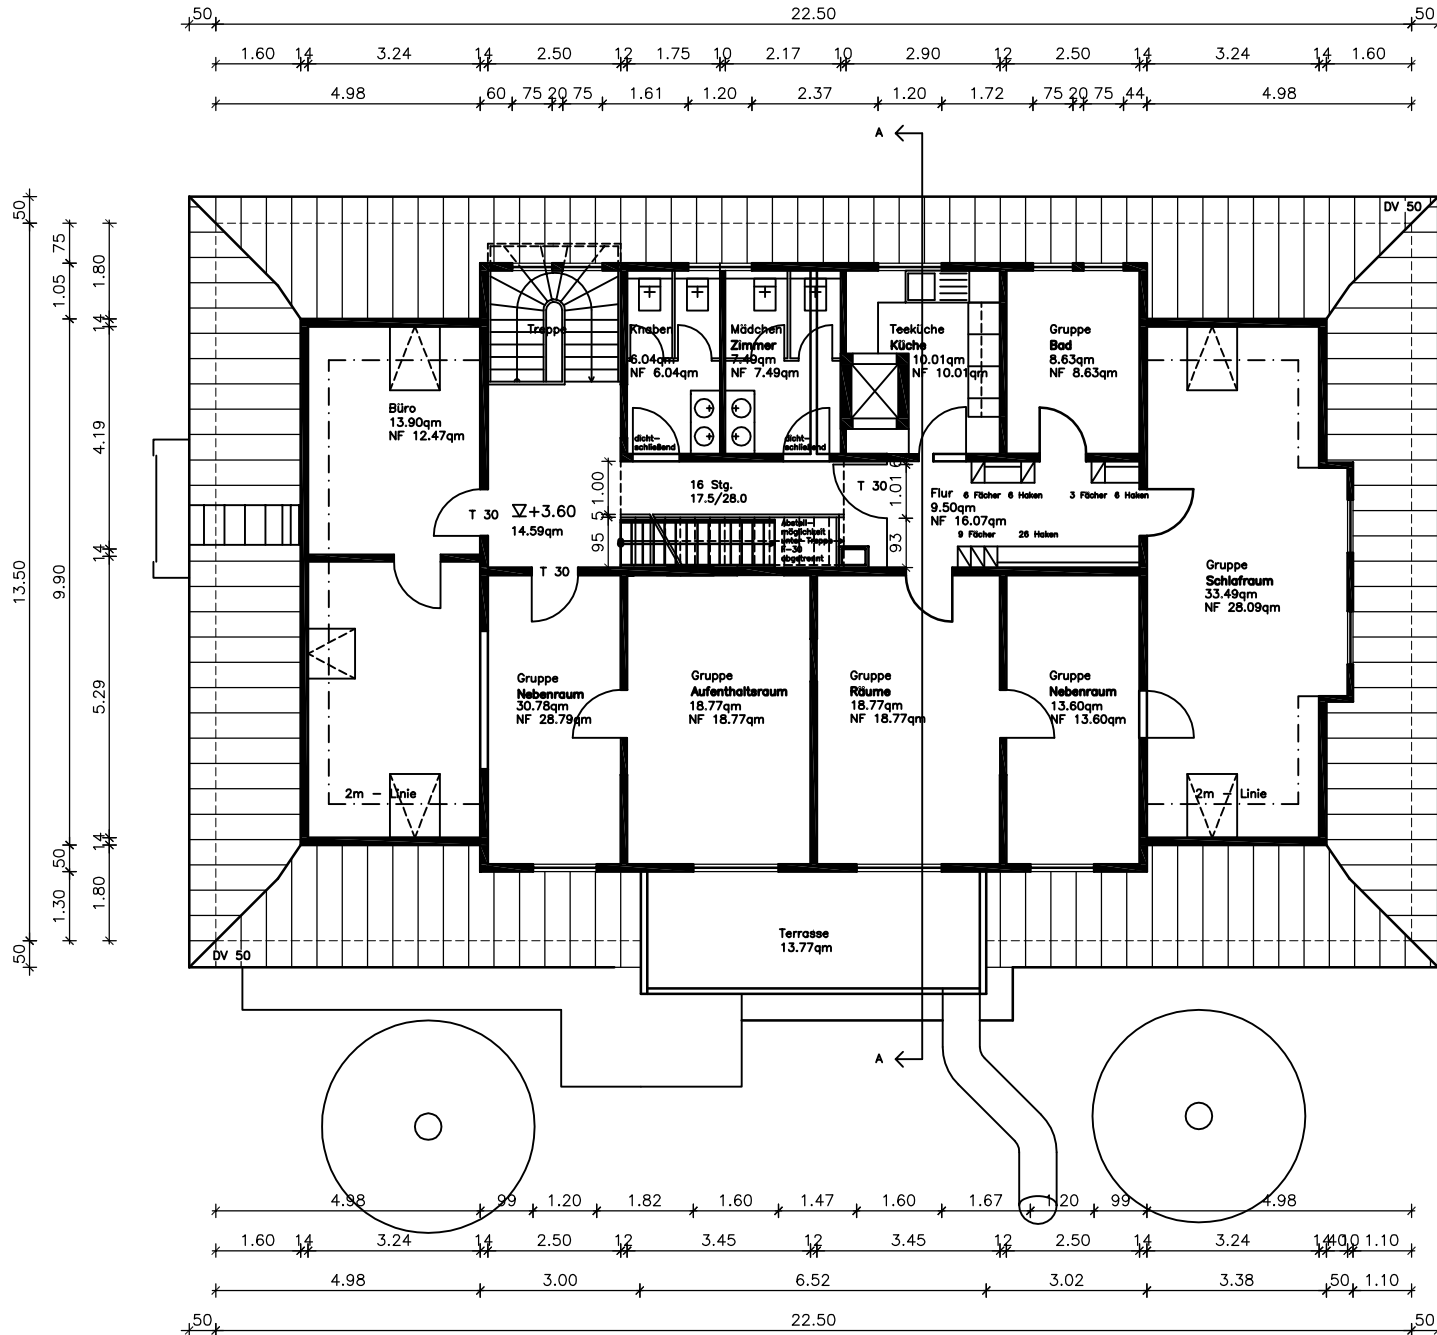 50 22.50 50
1.60 14 3.24 14 2.50 12 1.75 10 2.17 10 2.90 12 2.50 14 3.24 14 1.60
4.98 60 75 20 75 1.61 1.20 2.37 1.20 1.72 75 20 75 44 4.98
A
DV 50
50
75
1.80
1.05
14
4.19
14
13.50
9.90
5.29
14
50
1.80
1.30
50
Treppe
Knaben
6.04qm
NF 6.04qm
dicht-
schließend
Mädchen
Zimmer
7.49qm
NF 7.49qm
dicht-
schließend
Teeküche
Küche
10.01qm
NF 10.01qm
Gruppe
Bad
8.63qm
NF 8.63qm
Büro
13.90qm
NF 12.47qm
T 30
+3.60
14.59qm
T 30
1.00
5
95
16 Stg.
17.5/28.0
Abstell-
möglichkeit
unter Treppe
F-30
abgetrennt
T 30
6
1.01
93
Flur
9.50qm
NF 16.07qm
6 Fächer 6 Haken
3 Fächer 6 Haken
9 Fächer 26 Haken
Gruppe
Schlafraum
33.49qm
NF 28.09qm
Gruppe
Nebenraum
30.78qm
NF 28.79qm
Gruppe
Aufenthaltsraum
18.77qm
NF 18.77qm
Gruppe
Räume
18.77qm
NF 18.77qm
Gruppe
Nebenraum
13.60qm
NF 13.60qm
2m - Linie
2m - Linie
Terrasse
13.77qm
DV 50
A
4.98 99 1.20 1.82 1.60 1.47 1.60 1.67 1.20 99 4.98
1.60 14 3.24 14 2.50 12 3.45 12 3.45 12 2.50 14 3.24 14 40 10 1.10
4.98 3.00 6.52 3.02 3.38 50 1.10
50 22.50 50